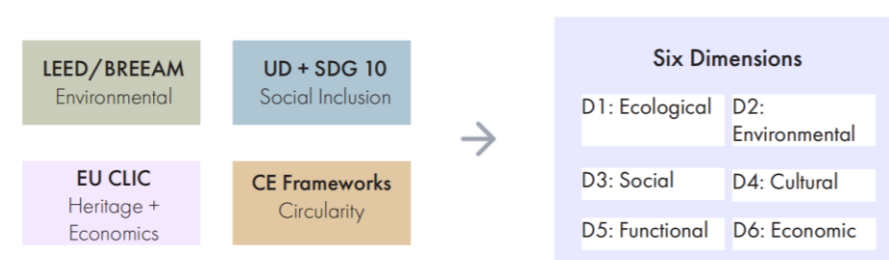 LEED/BREEAM
Environmental
UD + SDG 10
Social Inclusion
EU CLIC
Heritage +
Economics
CE Frameworks
Circularity
Six Dimensions
D1: Ecological
D2:
Environmental
D3: Social
D4: Cultural
D5: Functional
D6: Economic